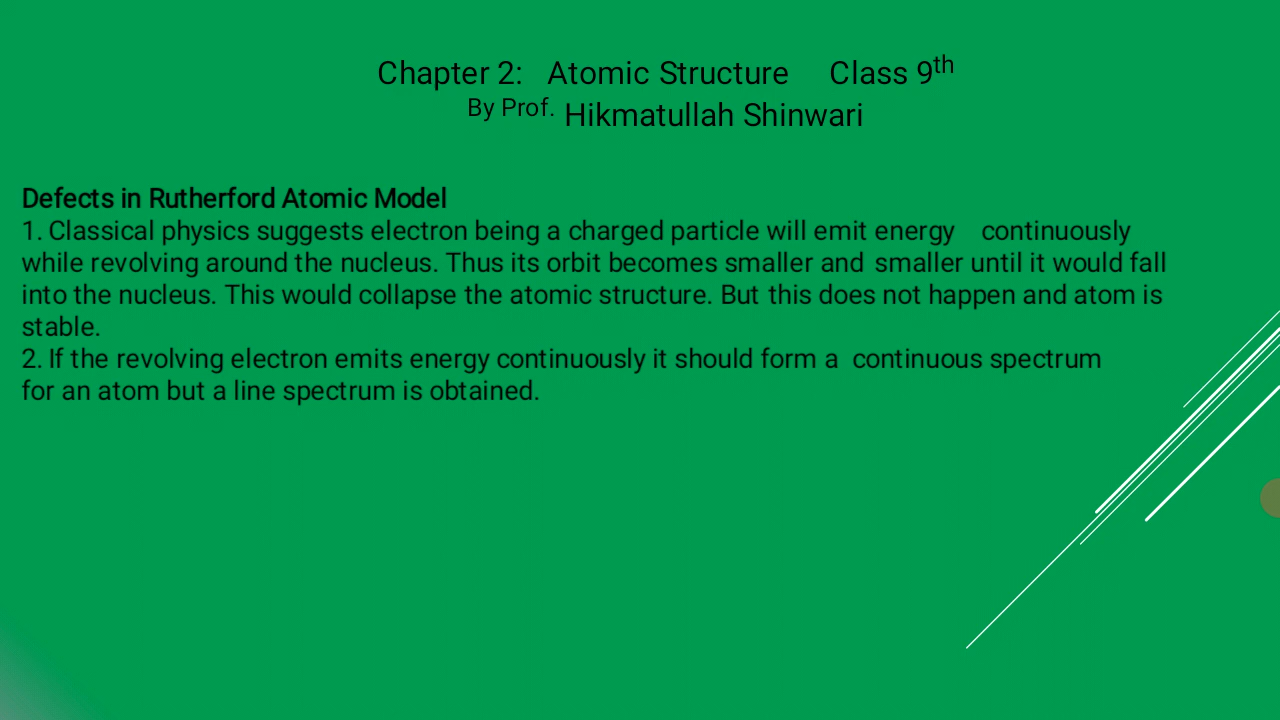 Chapter 2: Atomic Structure Class 9th
By Prof. Hikmatullah Shinwari
Defects in Rutherford Atomic Model
1. Classical physics suggests electron being a charged particle will emit energy continuously
while revolving around the nucleus. Thus its orbit becomes smaller and smaller until it would fall
into the nucleus. This would collapse the atomic structure. But this does not happen and atom is
stable.
2. If the revolving electron emits energy continuously it should form a continuous spectrum
for an atom but a line spectrum is obtained.